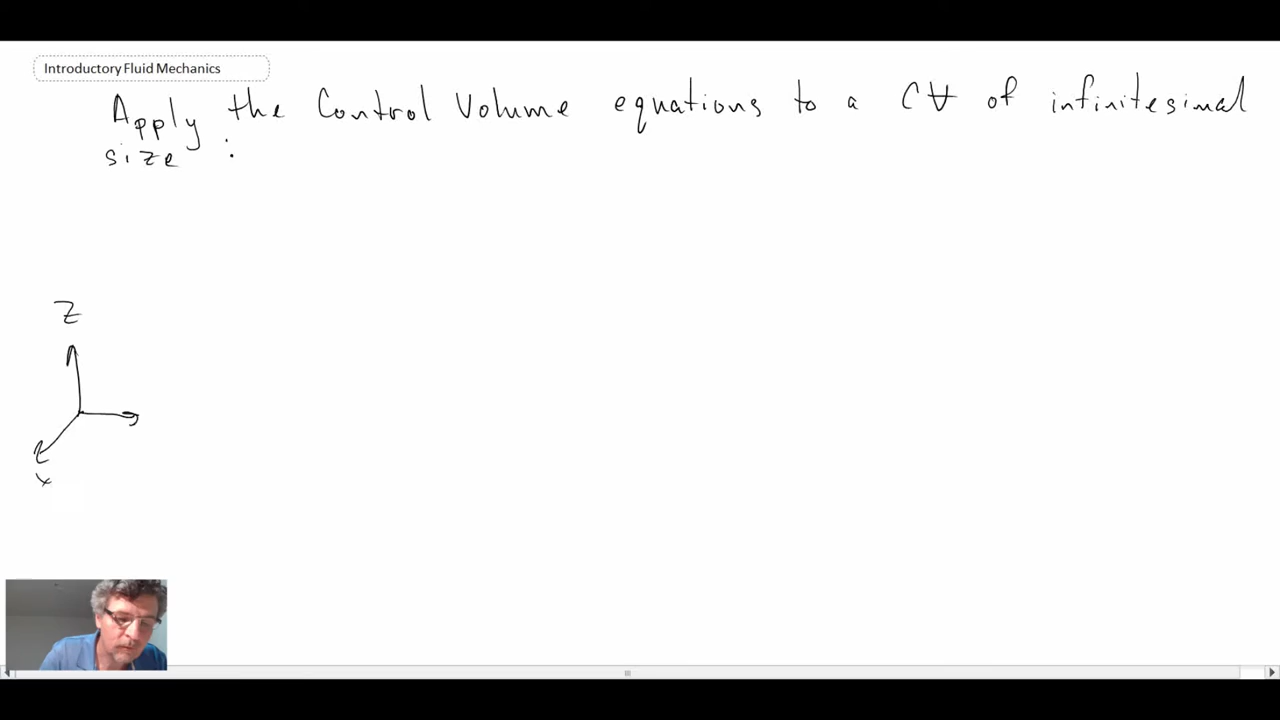 Introductory Fluid Mechanics
Apply the Control Volume equations to a C∀ of infinitesimal
size :
z
x